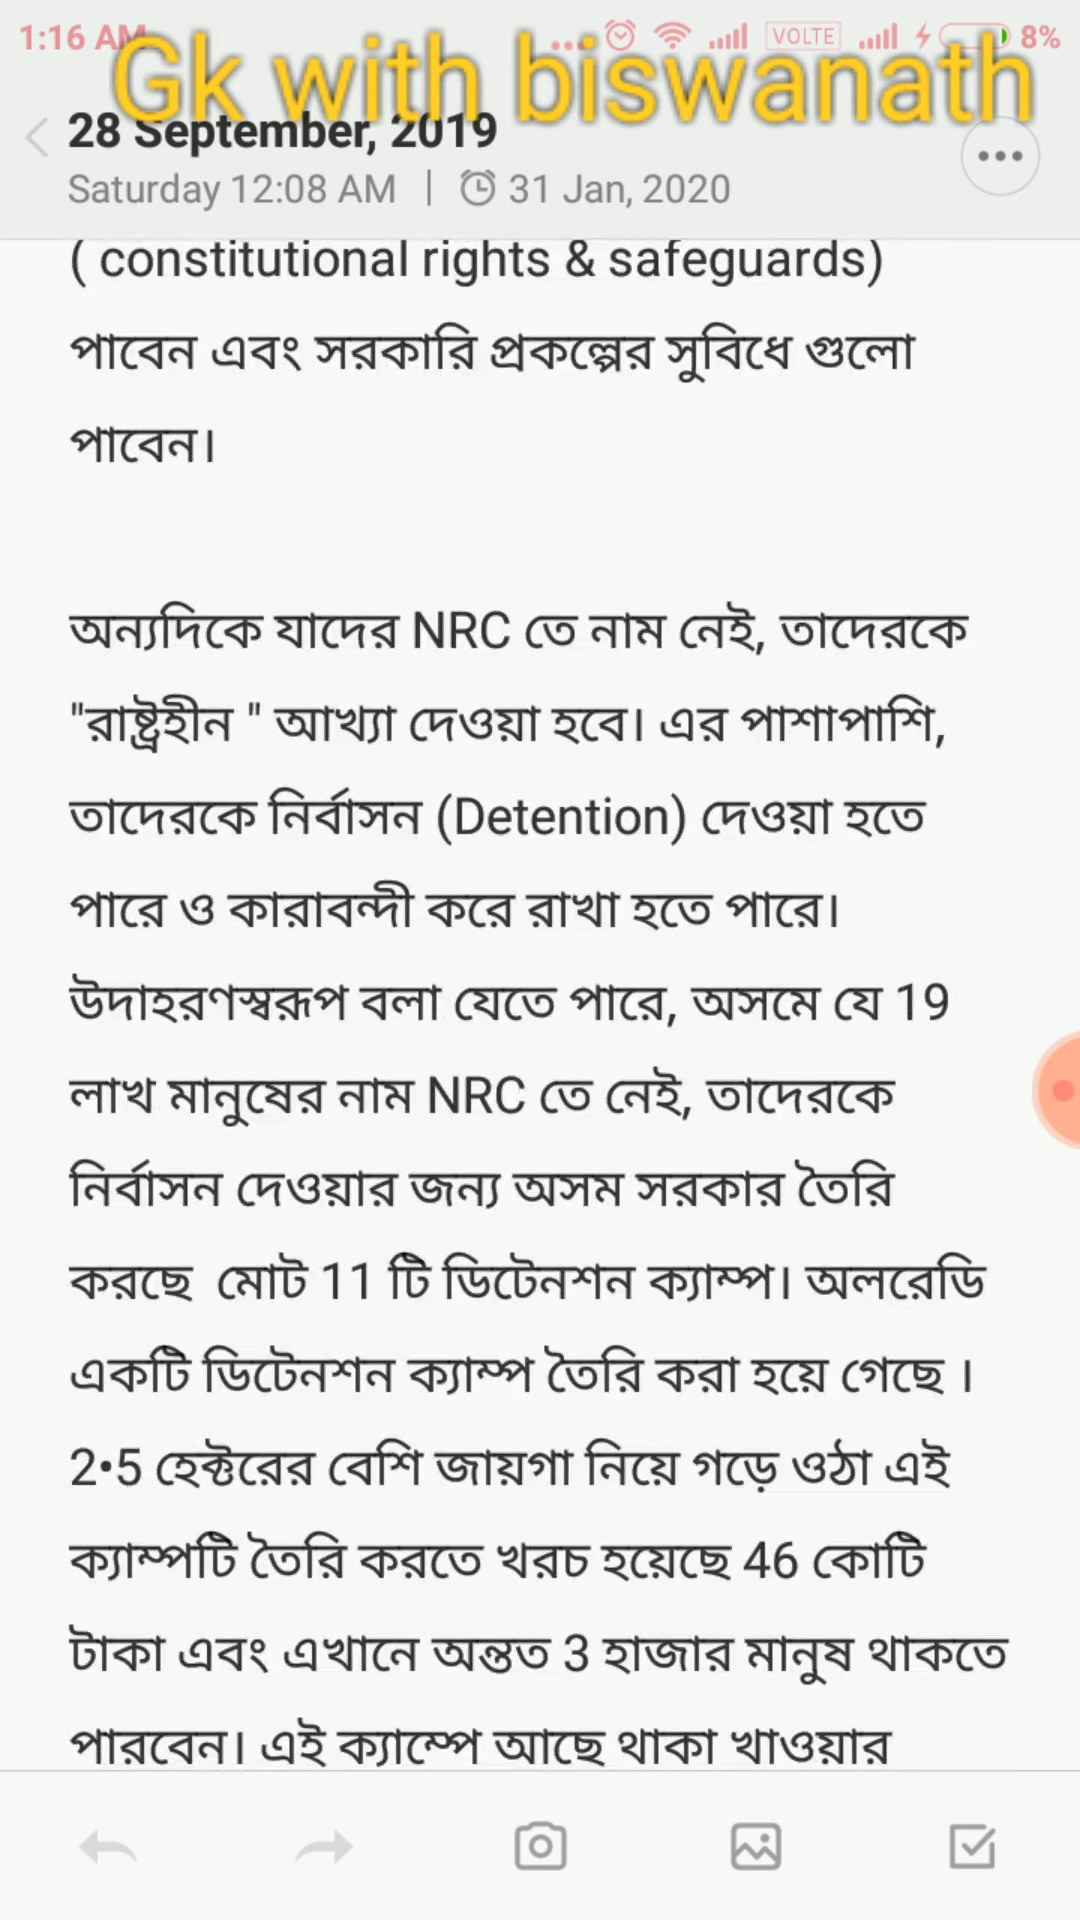 1:16 AM
VOLTE
8%
Gk with biswanath
28 September, 2019
Saturday 12:08 AM | 31 Jan, 2020
( constitutional rights & safeguards)
পাবেন এবং সরকারি প্রকল্পের সুবিধে গুলো
পাবেন।
অন্যদিকে যাদের NRC তে নাম নেই, তাদেরকে
"রাষ্ট্রহীন " আখ্যা দেওয়া হবে। এর পাশাপাশি,
তাদেরকে নির্বাসন (Detention) দেওয়া হতে
পারে ও কারাবন্দী করে রাখা হতে পারে।
উদাহরণস্বরূপ বলা যেতে পারে, অসমে যে 19
লাখ মানুষের নাম NRC তে নেই, তাদেরকে
নির্বাসন দেওয়ার জন্য অসম সরকার তৈরি
করছে  মোট 11 টি ডিটেনশন ক্যাম্প। অলরেডি
একটি ডিটেনশন ক্যাম্প তৈরি করা হয়ে গেছে ।
2•5 হেক্টরের বেশি জায়গা নিয়ে গড়ে ওঠা এই
ক্যাম্পটি তৈরি করতে খরচ হয়েছে 46 কোটি
টাকা এবং এখানে অন্তত 3 হাজার মানুষ থাকতে
পারবেন। এই ক্যাম্পে আছে থাকা খাওয়ার